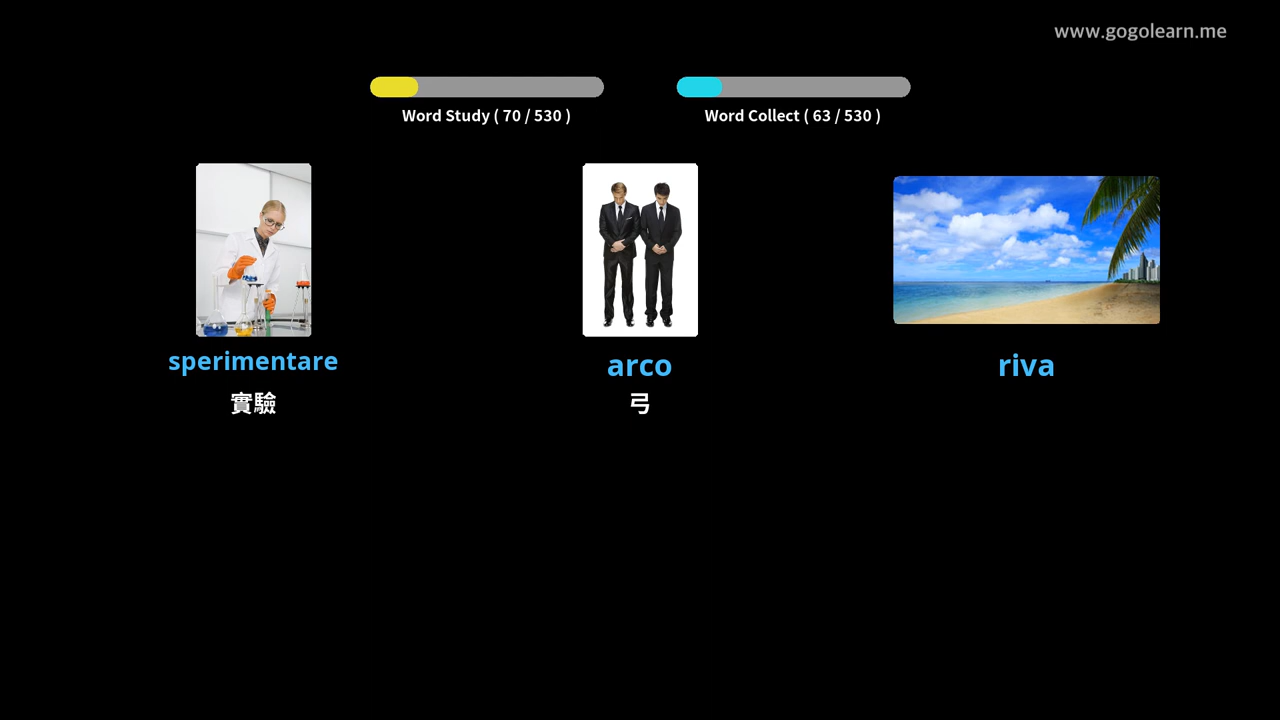 www.gogolearn.me
Word Study ( 70 / 530 )
Word Collect ( 63 / 530 )
sperimentare
實驗
arco
弓
riva